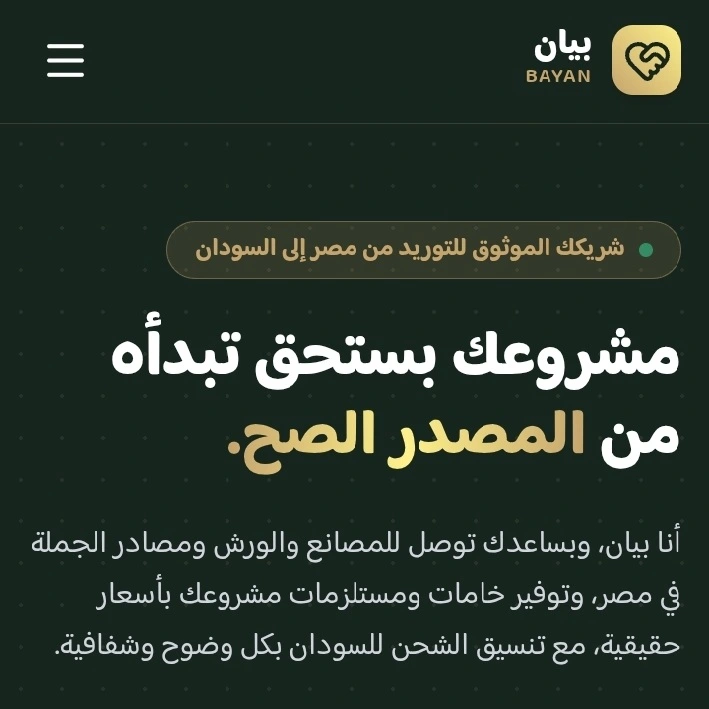 بيان
BAYAN
شريكك الموثوق للتوريد من مصر إلى السودان
مشروعك بستحق تبدأه
من المصدر الصح.
أنا بيان، وبساعدك توصل للمصانع والورش ومصادر الجملة
في مصر، وتوفير خامات ومستلزمات مشروعك بأسعار
حقيقية، مع تنسيق الشحن للسودان بكل وضوح وشفافية.